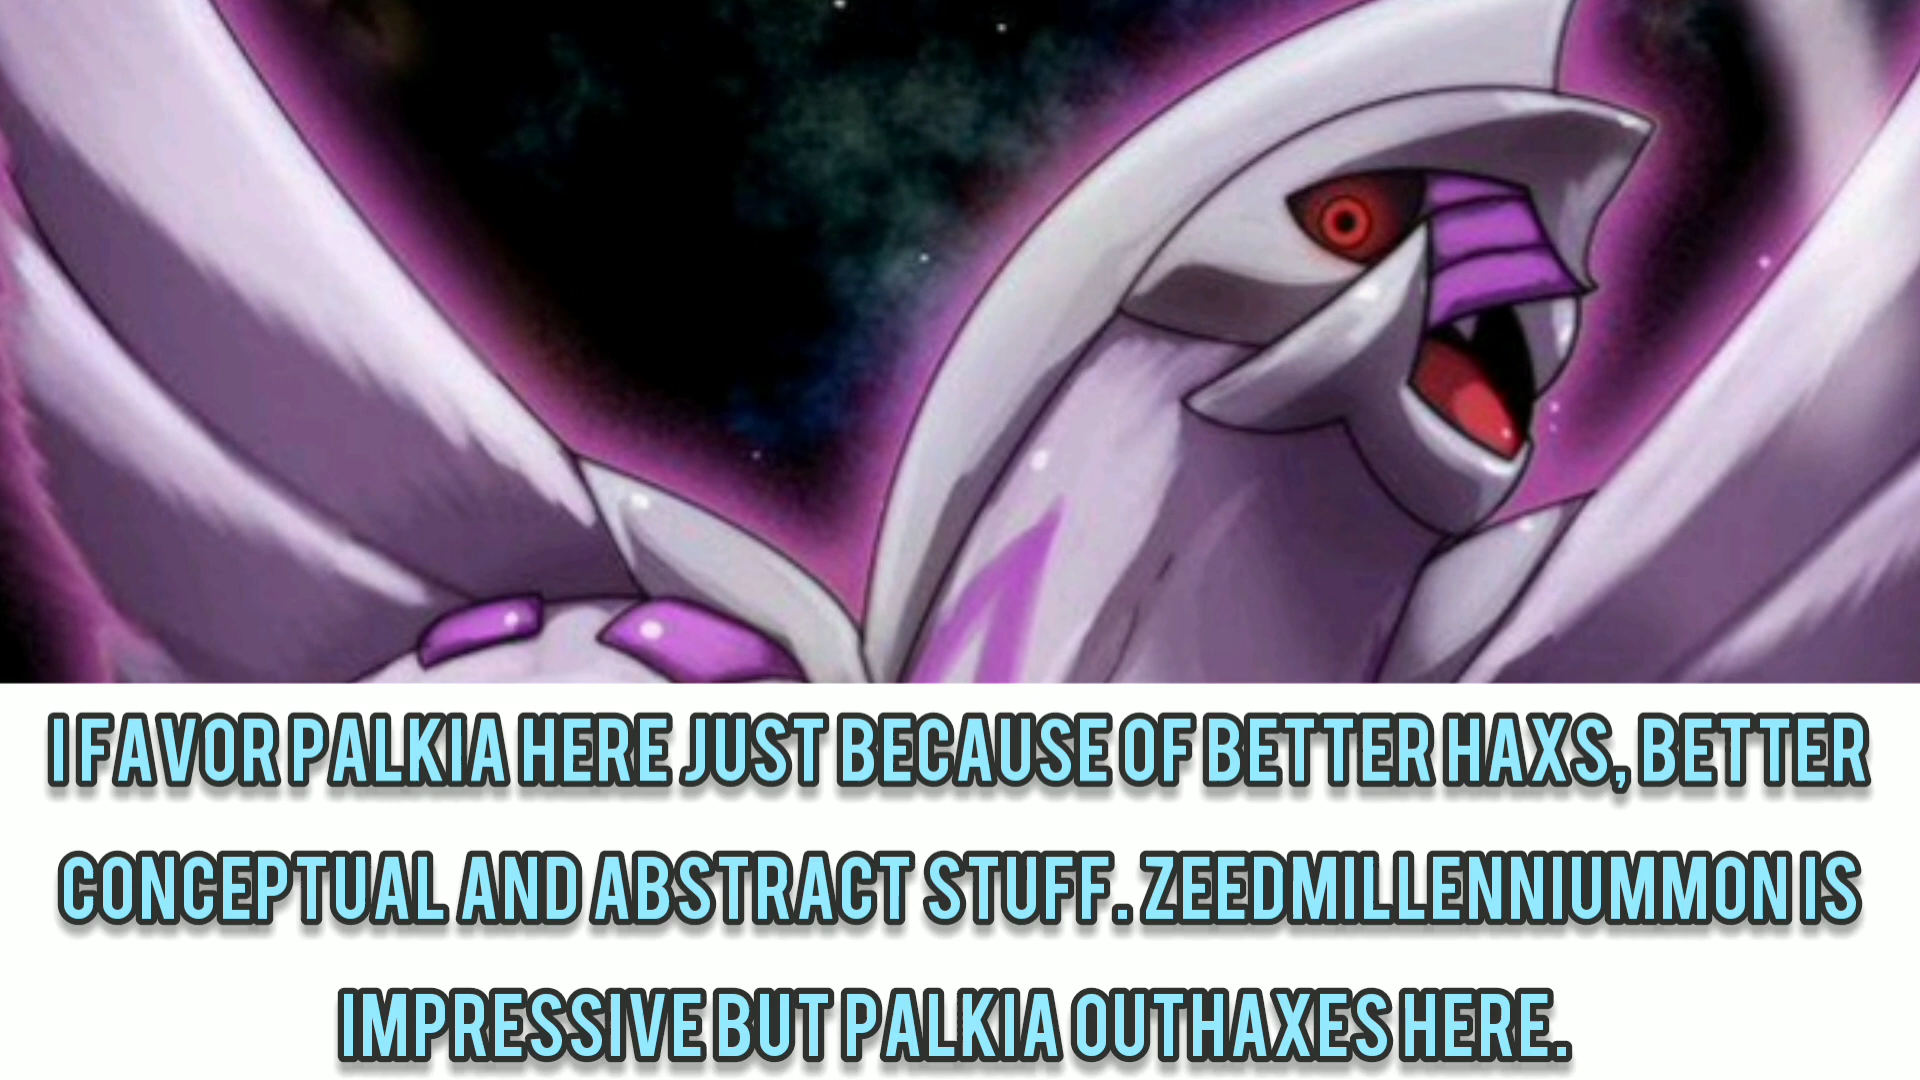 I FAVOR PALKIA HERE JUST BECAUSE OF BETTER HAXS, BETTER
CONCEPTUAL AND ABSTRACT STUFF. ZEEDMILLENNIUMMON IS
IMPRESSIVE BUT PALKIA OUTHAXES HERE.